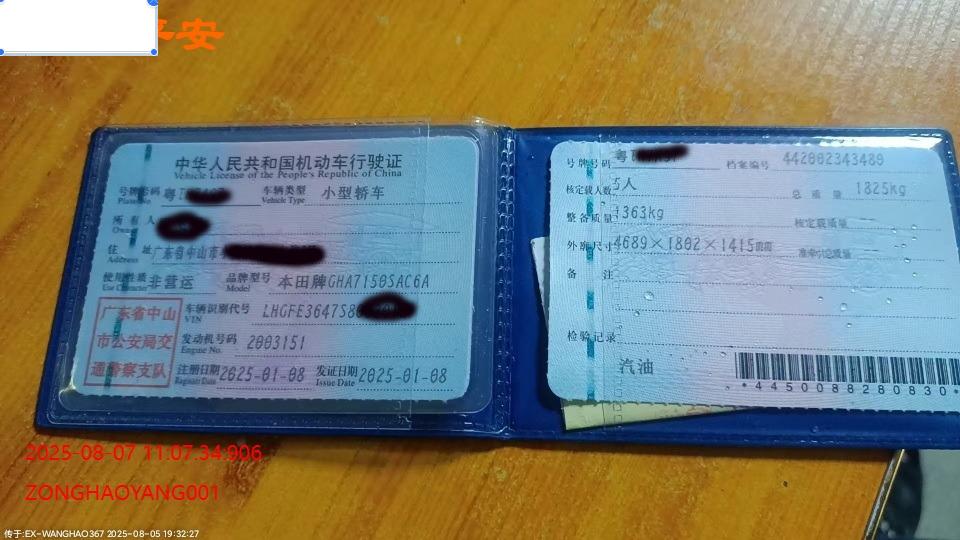 安
中华人民共和国机动车行驶证
Vehicle License of the People's Republic of China
号牌号码 粤
Plate No.
车辆类型 小型轿车
Vehicle Type
所有人
Owner
住址 广东省中山市
Address
使用性质 非营运
Use Character
品牌型号 本田牌GHA7150SAC6A
Model
广东省中山
市公安局交
通警察支队
车辆识别代号 LHGFE3647S8
VIN
发动机号码 2003151
Engine No.
注册日期 2025-01-08
Register Date
发证日期 2025-01-08
Issue Date
号牌号码 粤
档案编号 442002343480
核定载人数 5人
总质量 1825kg
整备质量 1363kg
核定载质量
外廓尺寸 4689×1802×1415mm
准牵引总质量
备注
检验记录
汽油
*4450088280830*
2025-08-07 11:07:34.906
ZONGHAOYANG001
传于:EX-WANGHAO367 2025-08-05 19:32:27